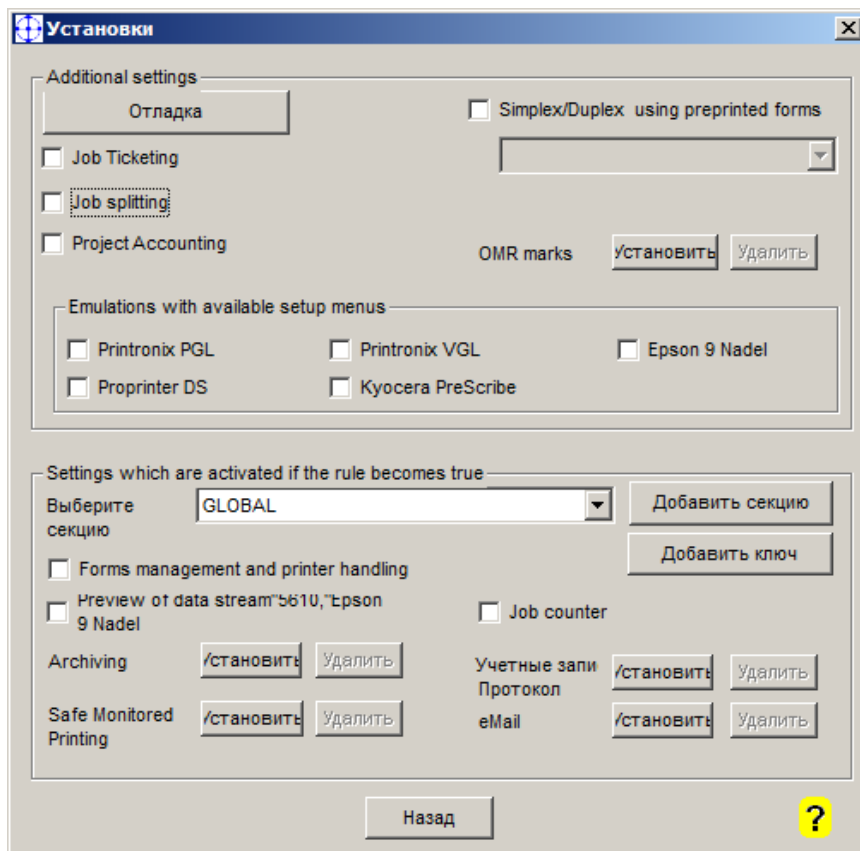 Установки
Additional settings
Отладка
Simplex/Duplex using preprinted forms
Job Ticketing
Job splitting
Project Accounting
OMR marks
Установить
Удалить
Emulations with available setup menus
Printronix PGL
Printronix VGL
Epson 9 Nadel
Proprinter DS
Kyocera PreScribe
Settings which are activated if the rule becomes true
Выберите
секцию
GLOBAL
Добавить секцию
Добавить ключ
Forms management and printer handling
Preview of data stream"5610,"Epson
9 Nadel
Job counter
Archiving
Установить
Удалить
Учетные запи
Протокол
Установить
Удалить
Safe Monitored
Printing
Установить
Удалить
eMail
Установить
Удалить
Назад
?